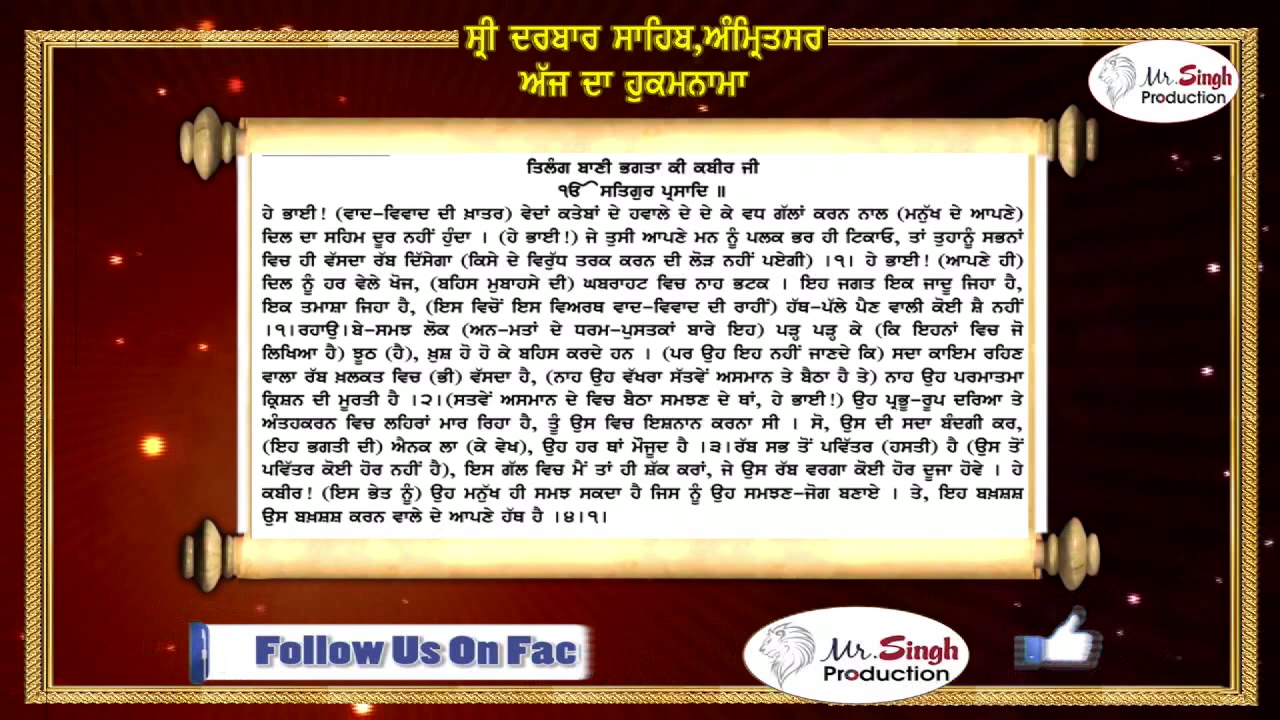 ਸ੍ਰੀ ਦਰਬਾਰ ਸਾਹਿਬ,ਅੰਮ੍ਰਿਤਸਰ
ਅੱਜ ਦਾ ਹੁਕਮਨਾਮਾ
Mr.Singh
Production
ਤਿਲੰਗ ਬਾਣੀ ਭਗਤਾ ਕੀ ਕਬੀਰ ਜੀ
ੴ ਸਤਿਗੁਰ ਪ੍ਰਸਾਦਿ ॥
ਹੇ ਭਾਈ! (ਵਾਦ-ਵਿਵਾਦ ਦੀ ਖ਼ਾਤਰ) ਵੇਦਾਂ ਕਤੇਬਾਂ ਦੇ ਹਵਾਲੇ ਦੇ ਦੇ ਕੇ ਵਧ ਗੱਲਾਂ ਕਰਨ ਨਾਲ (ਮਨੁੱਖ ਦੇ ਆਪਣੇ)
ਦਿਲ ਦਾ ਸਹਿਮ ਦੂਰ ਨਹੀਂ ਹੁੰਦਾ । (ਹੇ ਭਾਈ!) ਜੇ ਤੁਸੀ ਆਪਣੇ ਮਨ ਨੂੰ ਪਲਕ ਭਰ ਹੀ ਟਿਕਾਓ, ਤਾਂ ਤੁਹਾਨੂੰ ਸਭਨਾਂ
ਵਿਚ ਹੀ ਵੱਸਦਾ ਰੱਬ ਦਿੱਸੇਗਾ (ਕਿਸੇ ਦੇ ਵਿਰੁੱਧ ਤਰਕ ਕਰਨ ਦੀ ਲੋੜ ਨਹੀਂ ਪਏਗੀ) ।੧। ਹੇ ਭਾਈ! (ਆਪਣੇ ਹੀ)
ਦਿਲ ਨੂੰ ਹਰ ਵੇਲੇ ਖੋਜ, (ਬਹਿਸ ਮੁਬਾਹਸੇ ਦੀ) ਘਬਰਾਹਟ ਵਿਚ ਨਾਹ ਭਟਕ । ਇਹ ਜਗਤ ਇਕ ਜਾਦੂ ਜਿਹਾ ਹੈ,
ਇਕ ਤਮਾਸ਼ਾ ਜਿਹਾ ਹੈ, (ਇਸ ਵਿਚੋਂ ਇਸ ਵਿਅਰਥ ਵਾਦ-ਵਿਵਾਦ ਦੀ ਰਾਹੀਂ) ਹੱਥ-ਪੱਲੇ ਪੈਣ ਵਾਲੀ ਕੋਈ ਸ਼ੈ ਨਹੀਂ
।੧।ਰਹਾਉ।ਬੇ-ਸਮਝ ਲੋਕ (ਅਨ-ਮਤਾਂ ਦੇ ਧਰਮ-ਪੁਸਤਕਾਂ ਬਾਰੇ ਇਹ) ਪੜ੍ਹ ਪੜ੍ਹ ਕੇ (ਕਿ ਇਹਨਾਂ ਵਿਚ ਜੋ
ਲਿਖਿਆ ਹੈ) ਝੂਠ (ਹੈ), ਖ਼ੁਸ਼ ਹੋ ਹੋ ਕੇ ਬਹਿਸ ਕਰਦੇ ਹਨ । (ਪਰ ਉਹ ਇਹ ਨਹੀਂ ਜਾਣਦੇ ਕਿ) ਸਦਾ ਕਾਇਮ ਰਹਿਣ
ਵਾਲਾ ਰੱਬ ਖ਼ਲਕਤ ਵਿਚ (ਭੀ) ਵੱਸਦਾ ਹੈ, (ਨਾਹ ਉਹ ਵੱਖਰਾ ਸੱਤਵੇਂ ਅਸਮਾਨ ਤੇ ਬੈਠਾ ਹੈ ਤੇ) ਨਾਹ ਉਹ ਪਰਮਾਤਮਾ
ਕ੍ਰਿਸ਼ਨ ਦੀ ਮੂਰਤੀ ਹੈ ।੨।(ਸਤਵੇਂ ਅਸਮਾਨ ਦੇ ਵਿਚ ਬੈਠਾ ਸਮਝਣ ਦੇ ਥਾਂ, ਹੇ ਭਾਈ!) ਉਹ ਪ੍ਰਭੂ-ਰੂਪ ਦਰਿਆ ਤੇ
ਅੰਤਹਕਰਨ ਵਿਚ ਲਹਿਰਾਂ ਮਾਰ ਰਿਹਾ ਹੈ, ਤੂੰ ਉਸ ਵਿਚ ਇਸ਼ਨਾਨ ਕਰਨਾ ਸੀ । ਸੋ, ਉਸ ਦੀ ਸਦਾ ਬੰਦਗੀ ਕਰ,
(ਇਹ ਭਗਤੀ ਦੀ) ਐਨਕ ਲਾ (ਕੇ ਵੇਖ), ਉਹ ਹਰ ਥਾਂ ਮੌਜੂਦ ਹੈ ।੩।ਰੱਬ ਸਭ ਤੋਂ ਪਵਿੱਤਰ (ਹਸਤੀ) ਹੈ (ਉਸ ਤੋਂ
ਪਵਿੱਤਰ ਕੋਈ ਹੋਰ ਨਹੀਂ ਹੈ), ਇਸ ਗੱਲ ਵਿਚ ਮੈਂ ਤਾਂ ਹੀ ਸ਼ੱਕ ਕਰਾਂ, ਜੇ ਉਸ ਰੱਬ ਵਰਗਾ ਕੋਈ ਹੋਰ ਦੂਜਾ ਹੋਵੇ । ਹੇ
ਕਬੀਰ! (ਇਸ ਭੇਤ ਨੂੰ) ਉਹ ਮਨੁੱਖ ਹੀ ਸਮਝ ਸਕਦਾ ਹੈ ਜਿਸ ਨੂੰ ਉਹ ਸਮਝਣ-ਜੋਗ ਬਣਾਏ । ਤੇ, ਇਹ ਬਖ਼ਸ਼ਸ਼
ਉਸ ਬਖ਼ਸ਼ਸ਼ ਕਰਨ ਵਾਲੇ ਦੇ ਆਪਣੇ ਹੱਥ ਹੈ ।੪।੧।
Follow Us On Fac
Mr.Singh
Production